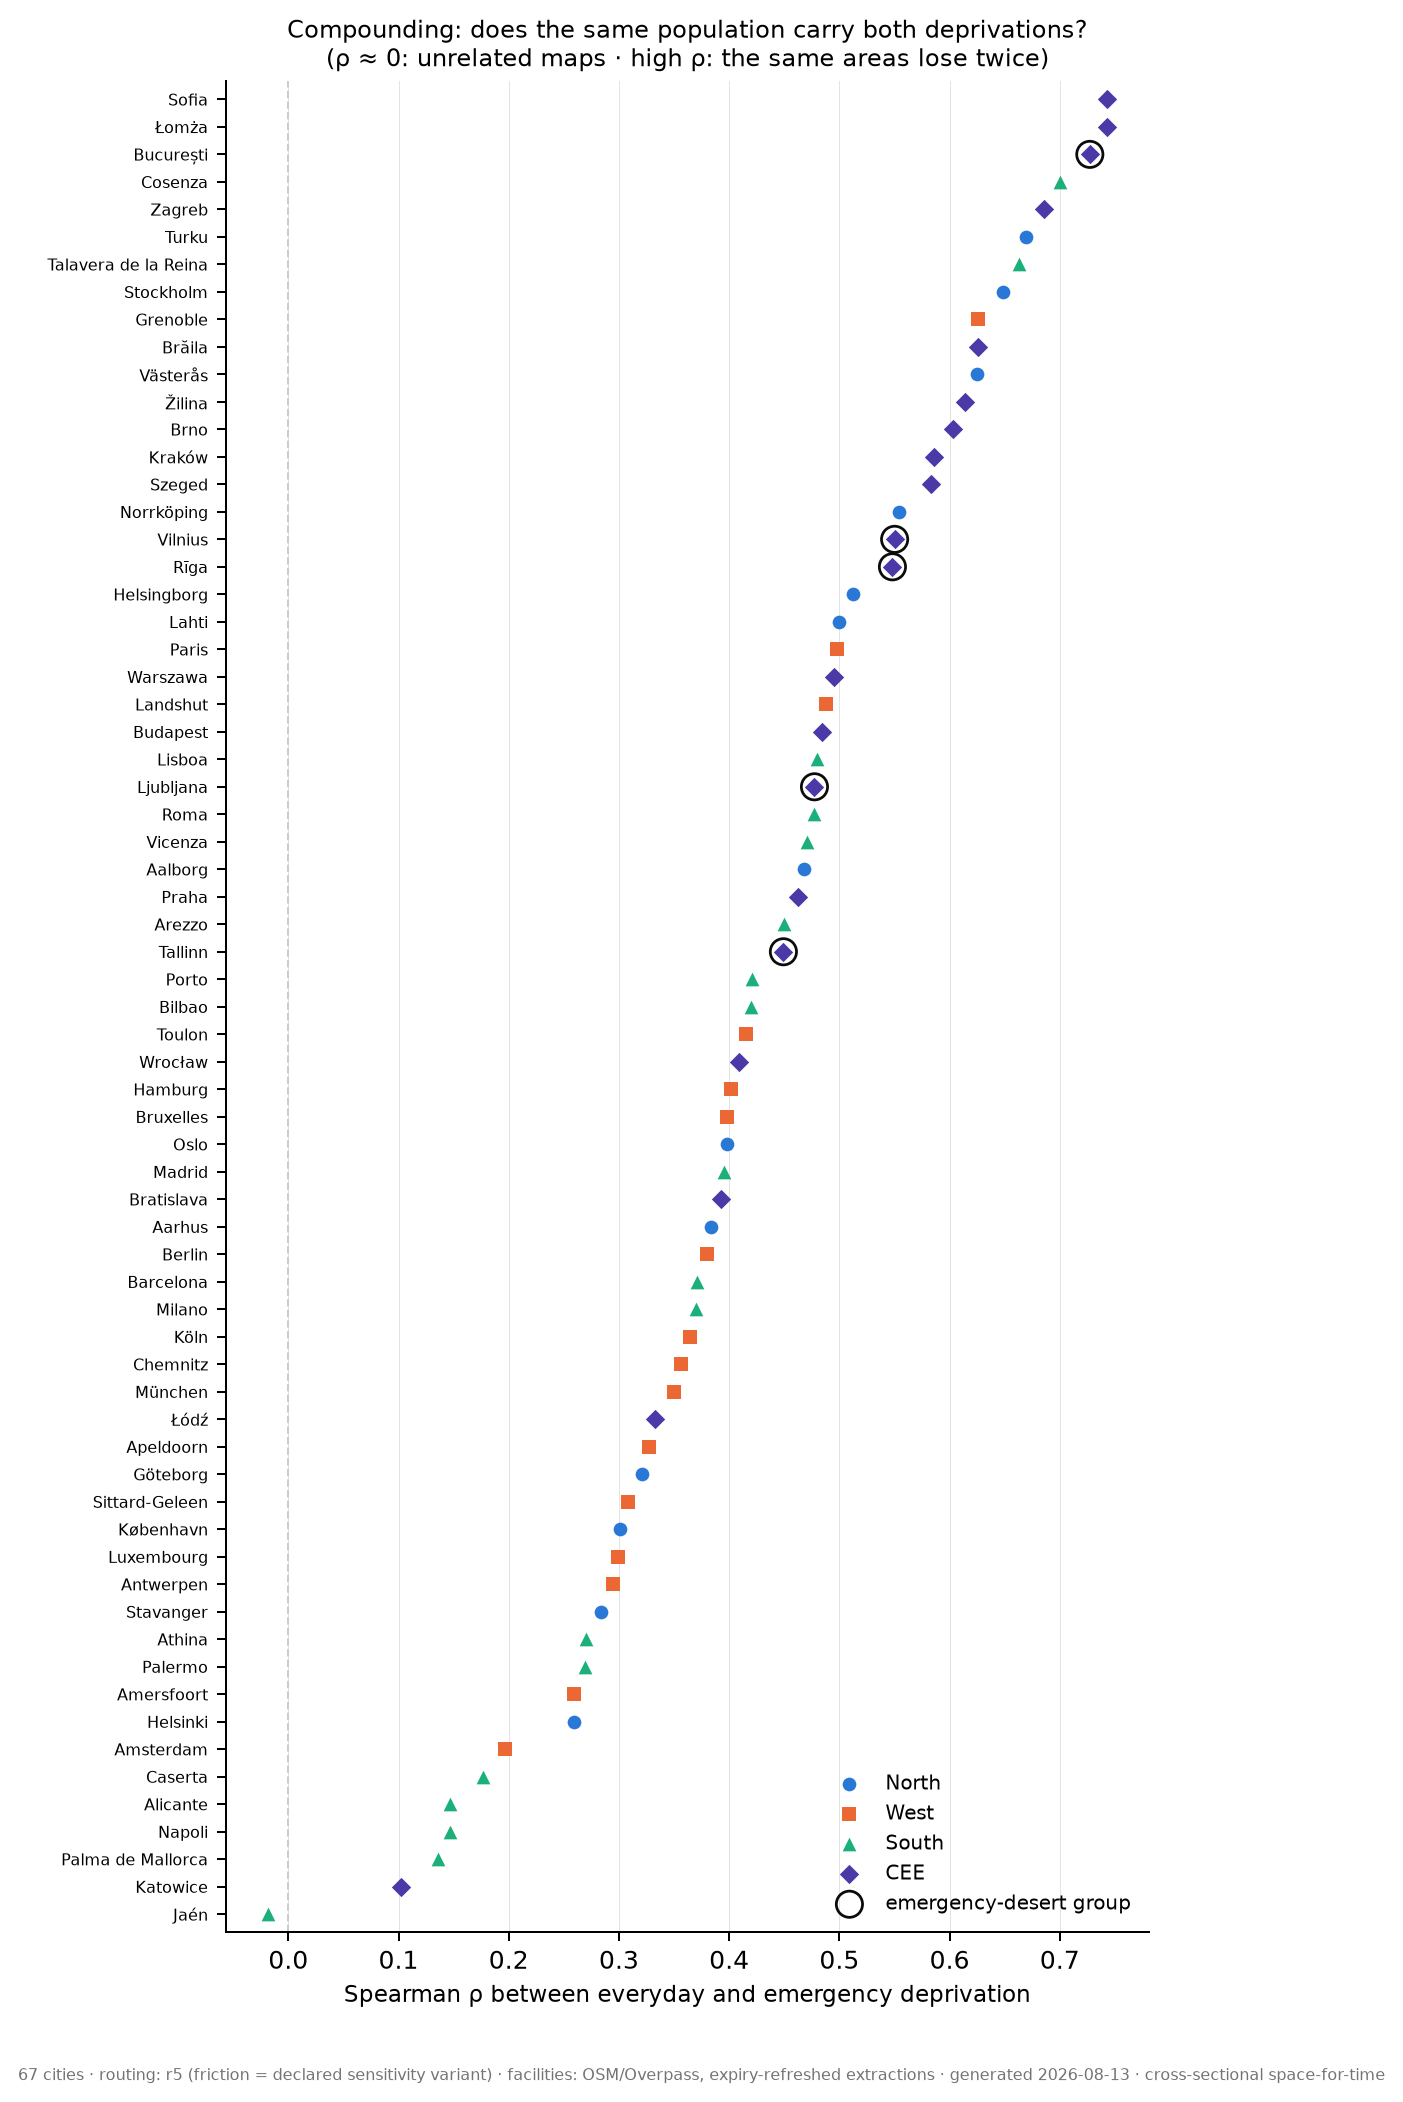 Compounding: does the same population carry both deprivations?
(ρ ≈ 0: unrelated maps · high ρ: the same areas lose twice)
Sofia
Łomża
București
Cosenza
Zagreb
Turku
Talavera de la Reina
Stockholm
Grenoble
Brăila
Västerås
Žilina
Brno
Kraków
Szeged
Norrköping
Vilnius
Rīga
Helsingborg
Lahti
Paris
Warszawa
Landshut
Budapest
Lisboa
Ljubljana
Roma
Vicenza
Aalborg
Praha
Arezzo
Tallinn
Porto
Bilbao
Toulon
Wrocław
Hamburg
Bruxelles
Oslo
Madrid
Bratislava
Aarhus
Berlin
Barcelona
Milano
Köln
Chemnitz
München
Łódź
Apeldoorn
Göteborg
Sittard-Geleen
København
Luxembourg
Antwerpen
Stavanger
Athina
Palermo
Amersfoort
Helsinki
Amsterdam
Caserta
Alicante
Napoli
Palma de Mallorca
Katowice
Jaén
North
West
South
CEE
emergency-desert group
0.0 0.1 0.2 0.3 0.4 0.5 0.6 0.7
Spearman ρ between everyday and emergency deprivation
67 cities · routing: r5 (friction = declared sensitivity variant) · facilities: OSM/Overpass, expiry-refreshed extractions · generated 2026-08-13 · cross-sectional space-for-time